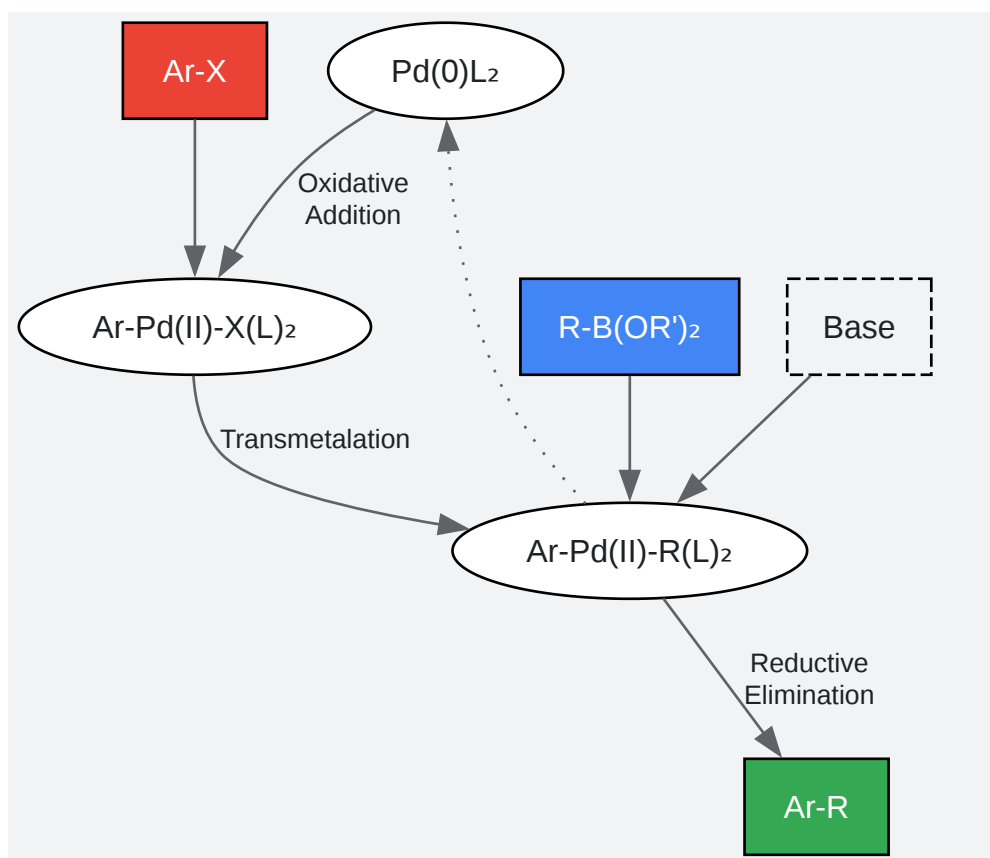 Ar-X
Pd(0)L₂
Oxidative
Addition
Ar-Pd(II)-X(L)₂
R-B(OR')₂
Base
Transmetalation
Ar-Pd(II)-R(L)₂
Reductive
Elimination
Ar-R